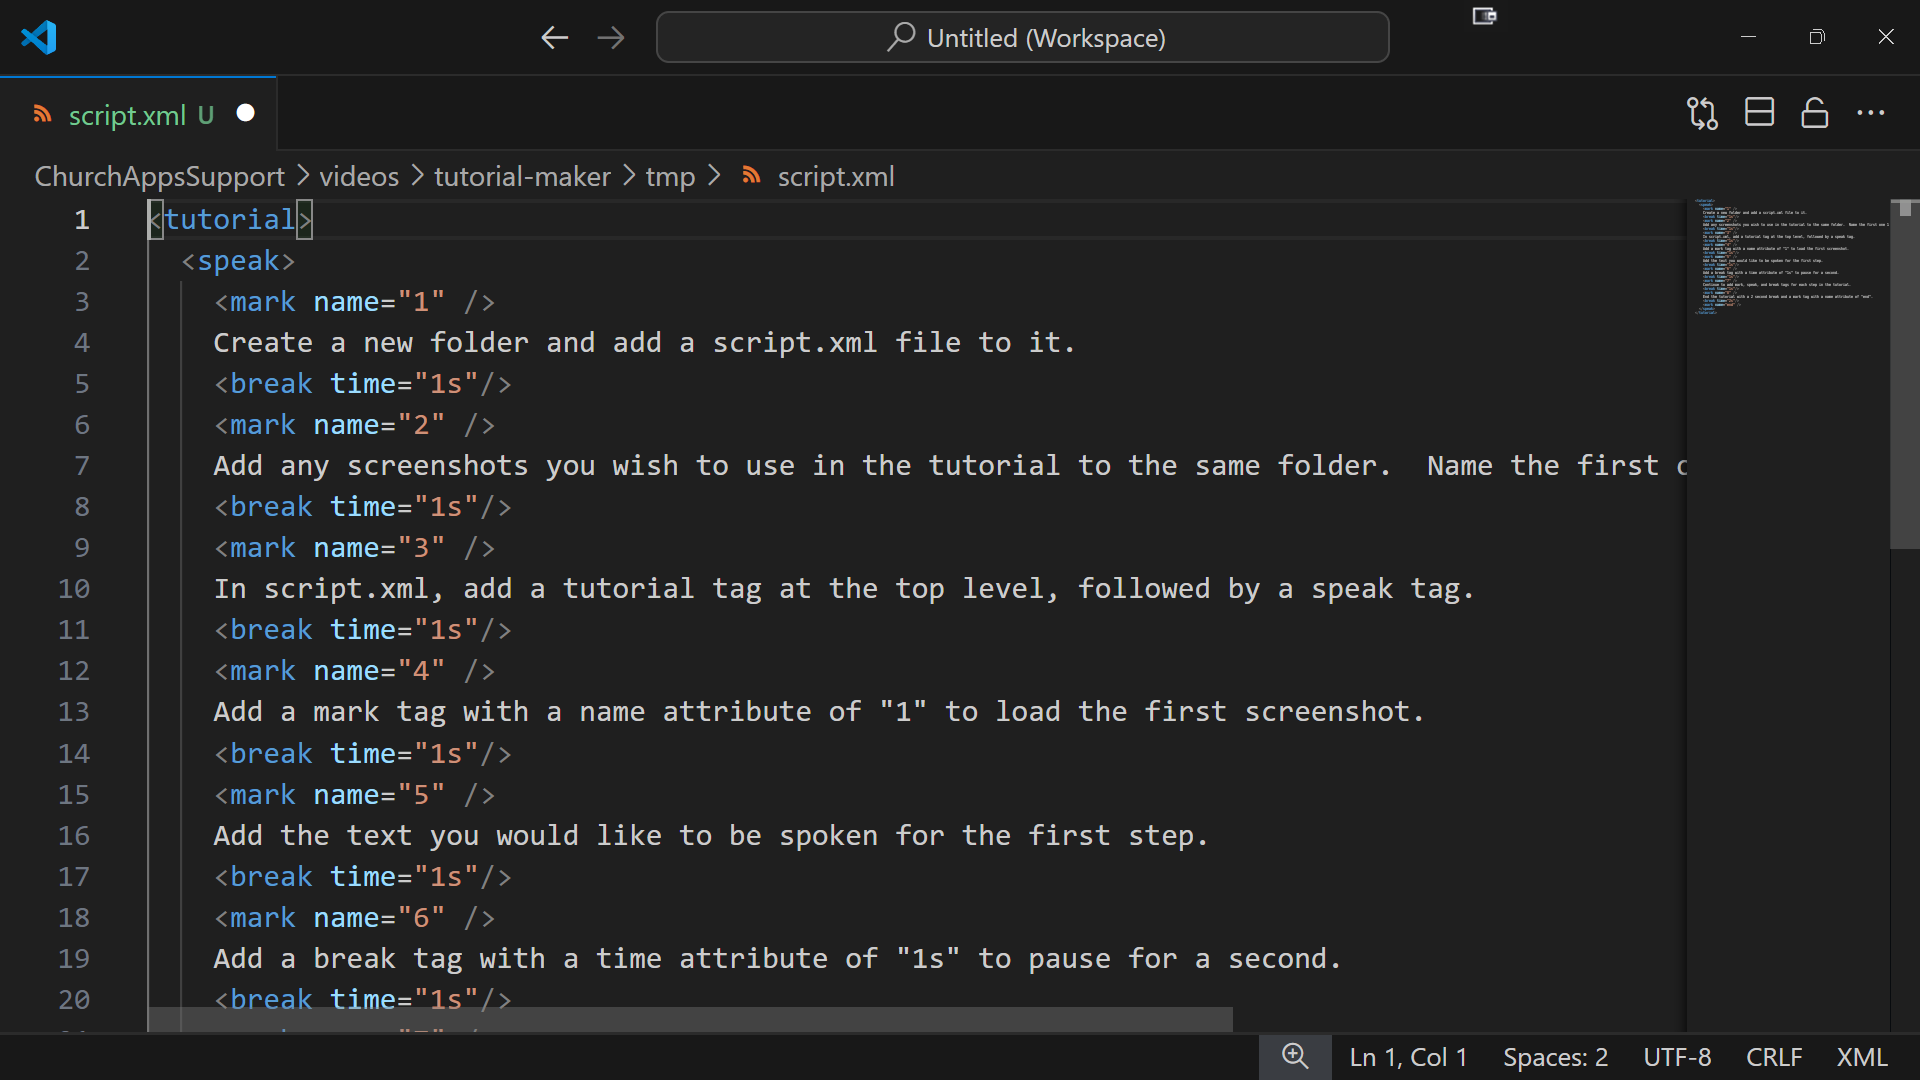 Untitled (Workspace)
script.xml U
ChurchAppsSupport > videos > tutorial-maker > tmp > script.xml
1 <tutorial>
2 <speak>
3 <mark name="1" />
4 Create a new folder and add a script.xml file to it.
5 <break time="1s"/>
6 <mark name="2" />
7 Add any screenshots you wish to use in the tutorial to the same folder.  Name the first
8 <break time="1s"/>
9 <mark name="3" />
10 In script.xml, add a tutorial tag at the top level, followed by a speak tag.
11 <break time="1s"/>
12 <mark name="4" />
13 Add a mark tag with a name attribute of "1" to load the first screenshot.
14 <break time="1s"/>
15 <mark name="5" />
16 Add the text you would like to be spoken for the first step.
17 <break time="1s"/>
18 <mark name="6" />
19 Add a break tag with a time attribute of "1s" to pause for a second.
20 <break time="1s"/>
Ln 1, Col 1 Spaces: 2 UTF-8 CRLF XML